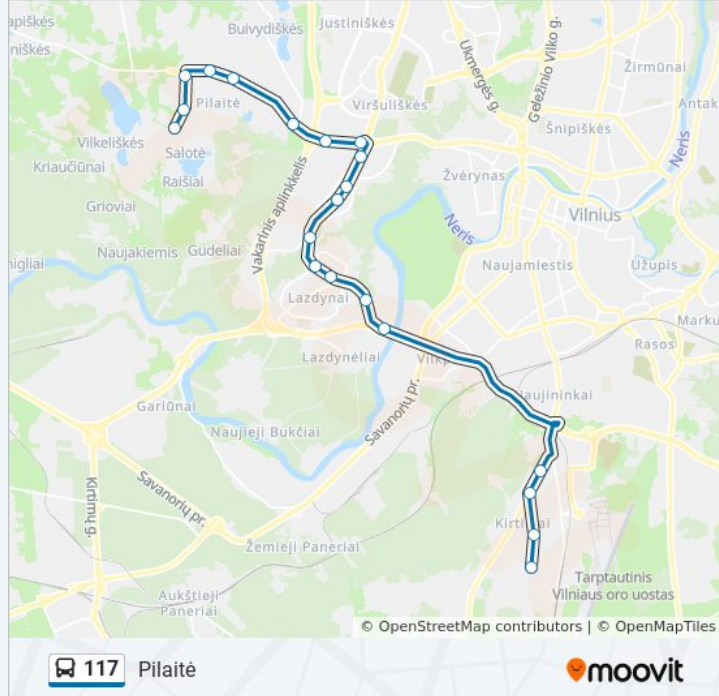 apiškės
niškės
Buivydiškės
Justiniškės
Ukmergės g.
Geležinio Vilko g.
Žirmūnai
Antak
Pilaitė
Viršuliškės
Šnipiškės
Neris
Vilkeliškės
Salotė
Kriaučiūnai
Raišiai
Žvėrynas
Grioviai
Vakarinis aplinkkelis
Neris
Vilnius
Naujakiemis
Gudeliai
nigliai
Naujamiestis
Užupis
Lazdynai
Marku
Rasos
Lazdynėliai
Vilkp
Savanorių pr.
Naujininkai
Gariūnai
Naujieji Bukčiai
Savanorių pr.
Kirtimų g.
Kirtimai
Žemieji Paneriai
Aukštieji
Paneriai
Tarptautinis
Vilniaus oro uostas
© OpenStreetMap contributors | © OpenMapTiles
117 Pilaitė
moovit